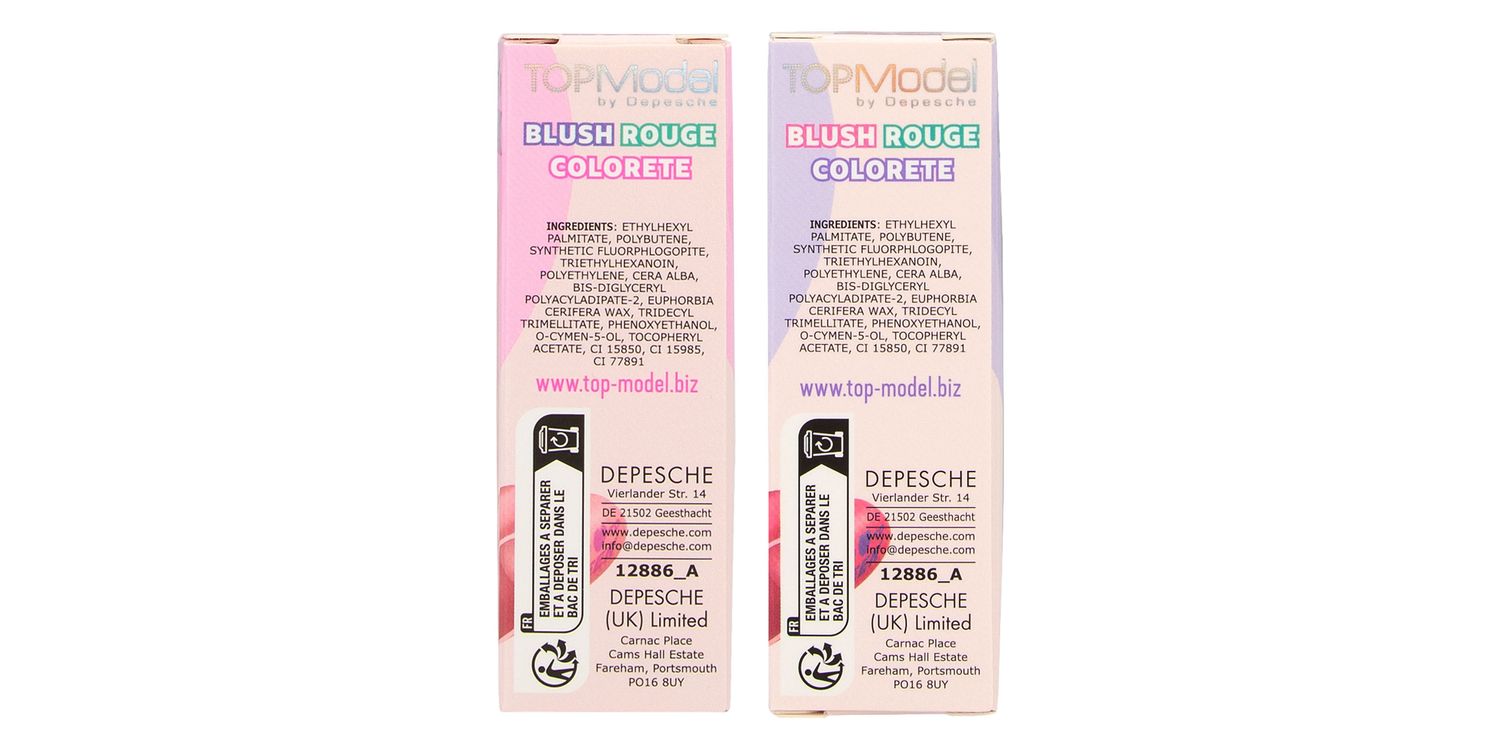 TOPModel
by Depesche
BLUSH ROUGE
COLORETE
INGREDIENTS: ETHYLHEXYL
PALMITATE, POLYBUTENE,
SYNTHETIC FLUORPHLOGOPITE,
TRIETHYLHEXANOIN,
POLYETHYLENE, CERA ALBA,
BIS-DIGLYCERYL
POLYACYLADIPATE-2, EUPHORBIA
CERIFERA WAX, TRIDECYL
TRIMELLITATE, PHENOXYETHANOL,
O-CYMEN-5-OL, TOCOPHERYL
ACETATE, CI 15850, CI 15985,
CI 77891
www.top-model.biz
FR
EMBALLAGES A SEPARER
ET A DEPOSER DANS LE
BAC DE TRI
DEPESCHE
Vierlander Str. 14
DE 21502 Geesthacht
www.depesche.com
info@depesche.com
12886_A
DEPESCHE
(UK) Limited
Carnac Place
Cams Hall Estate
Fareham, Portsmouth
PO16 8UY
TOPModel
by Depesche
BLUSH ROUGE
COLORETE
INGREDIENTS: ETHYLHEXYL
PALMITATE, POLYBUTENE,
SYNTHETIC FLUORPHLOGOPITE,
TRIETHYLHEXANOIN,
POLYETHYLENE, CERA ALBA,
BIS-DIGLYCERYL
POLYACYLADIPATE-2, EUPHORBIA
CERIFERA WAX, TRIDECYL
TRIMELLITATE, PHENOXYETHANOL,
O-CYMEN-5-OL, TOCOPHERYL
ACETATE, CI 15850, CI 77891
www.top-model.biz
FR
EMBALLAGES A SEPARER
ET A DEPOSER DANS LE
BAC DE TRI
DEPESCHE
Vierlander Str. 14
DE 21502 Geesthacht
www.depesche.com
info@depesche.com
12886_A
DEPESCHE
(UK) Limited
Carnac Place
Cams Hall Estate
Fareham, Portsmouth
PO16 8UY